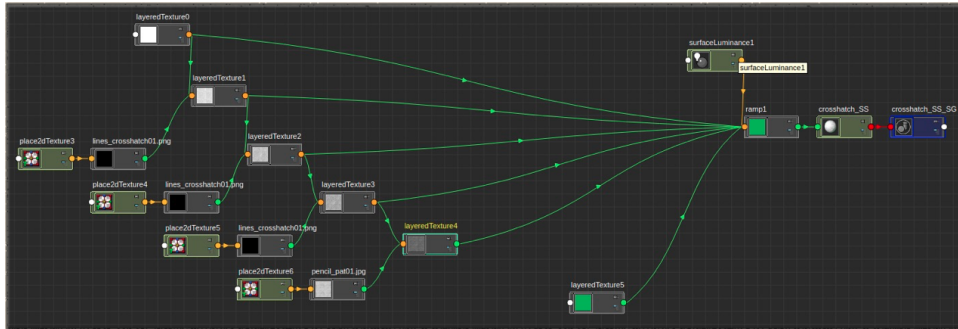 layeredTexture0
surfaceLuminance1
surfaceLuminance1
layeredTexture1
ramp1
crosshatch_SS
crosshatch_SS_SG
place2dTexture3
lines_crosshatch01.png
layeredTexture2
place2dTexture4
lines_crosshatch01.png
layeredTexture3
place2dTexture5
lines_crosshatch01.png
layeredTexture4
place2dTexture6
pencil_pat01.jpg
layeredTexture5